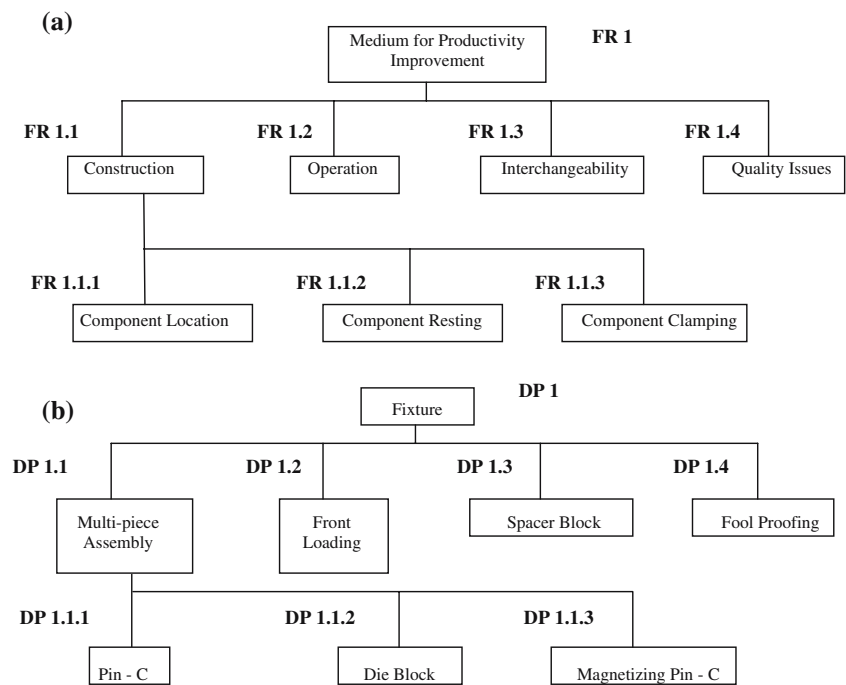 (a)
Medium for Productivity
Improvement
FR 1
FR 1.1
FR 1.2
FR 1.3
FR 1.4
Construction
Operation
Interchangeability
Quality Issues
FR 1.1.1
FR 1.1.2
FR 1.1.3
Component Location
Component Resting
Component Clamping
(b)
DP 1
Fixture
DP 1.1
DP 1.2
DP 1.3
DP 1.4
Multi-piece
Assembly
Front
Loading
Spacer Block
Fool Proofing
DP 1.1.1
DP 1.1.2
DP 1.1.3
Pin - C
Die Block
Magnetizing Pin - C